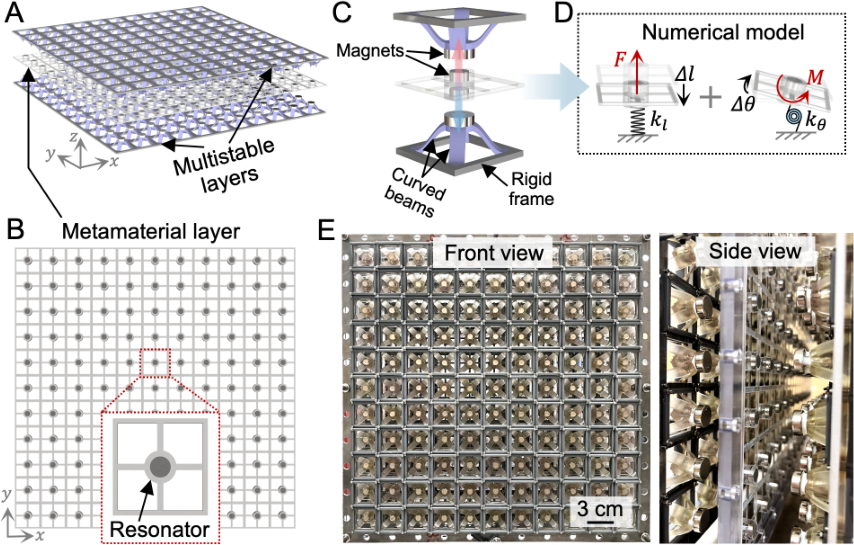 A
Multistable
layers
z
y
x
Metamaterial layer
B
Resonator
y
x
C
Magnets
Curved
beams
Rigid
frame
D
Numerical model
F
Δl
k_l
+
Δθ
M
k_θ
E
Front view
3 cm
Side view